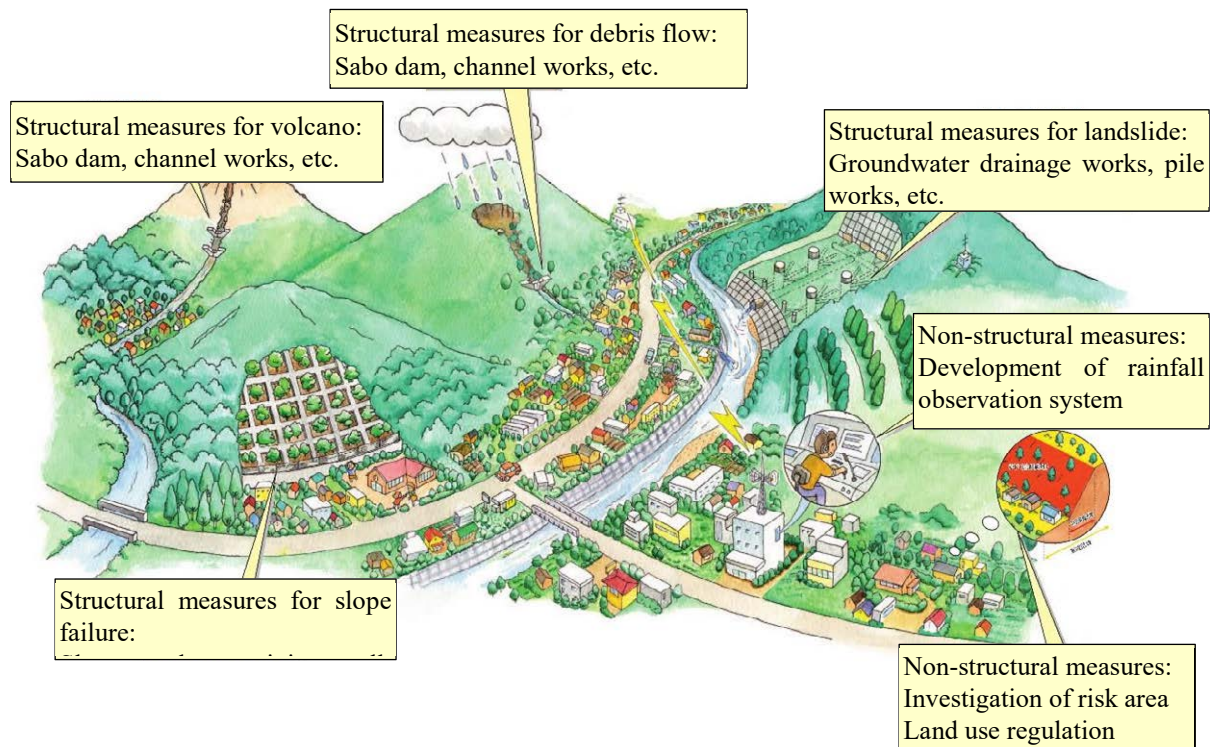 Structural measures for debris flow:
Sabo dam, channel works, etc.
Structural measures for volcano:
Sabo dam, channel works, etc.
Structural measures for landslide:
Groundwater drainage works, pile
works, etc.
Non-structural measures:
Development of rainfall
observation system
Structural measures for slope
failure:
Non-structural measures:
Investigation of risk area
Land use regulation